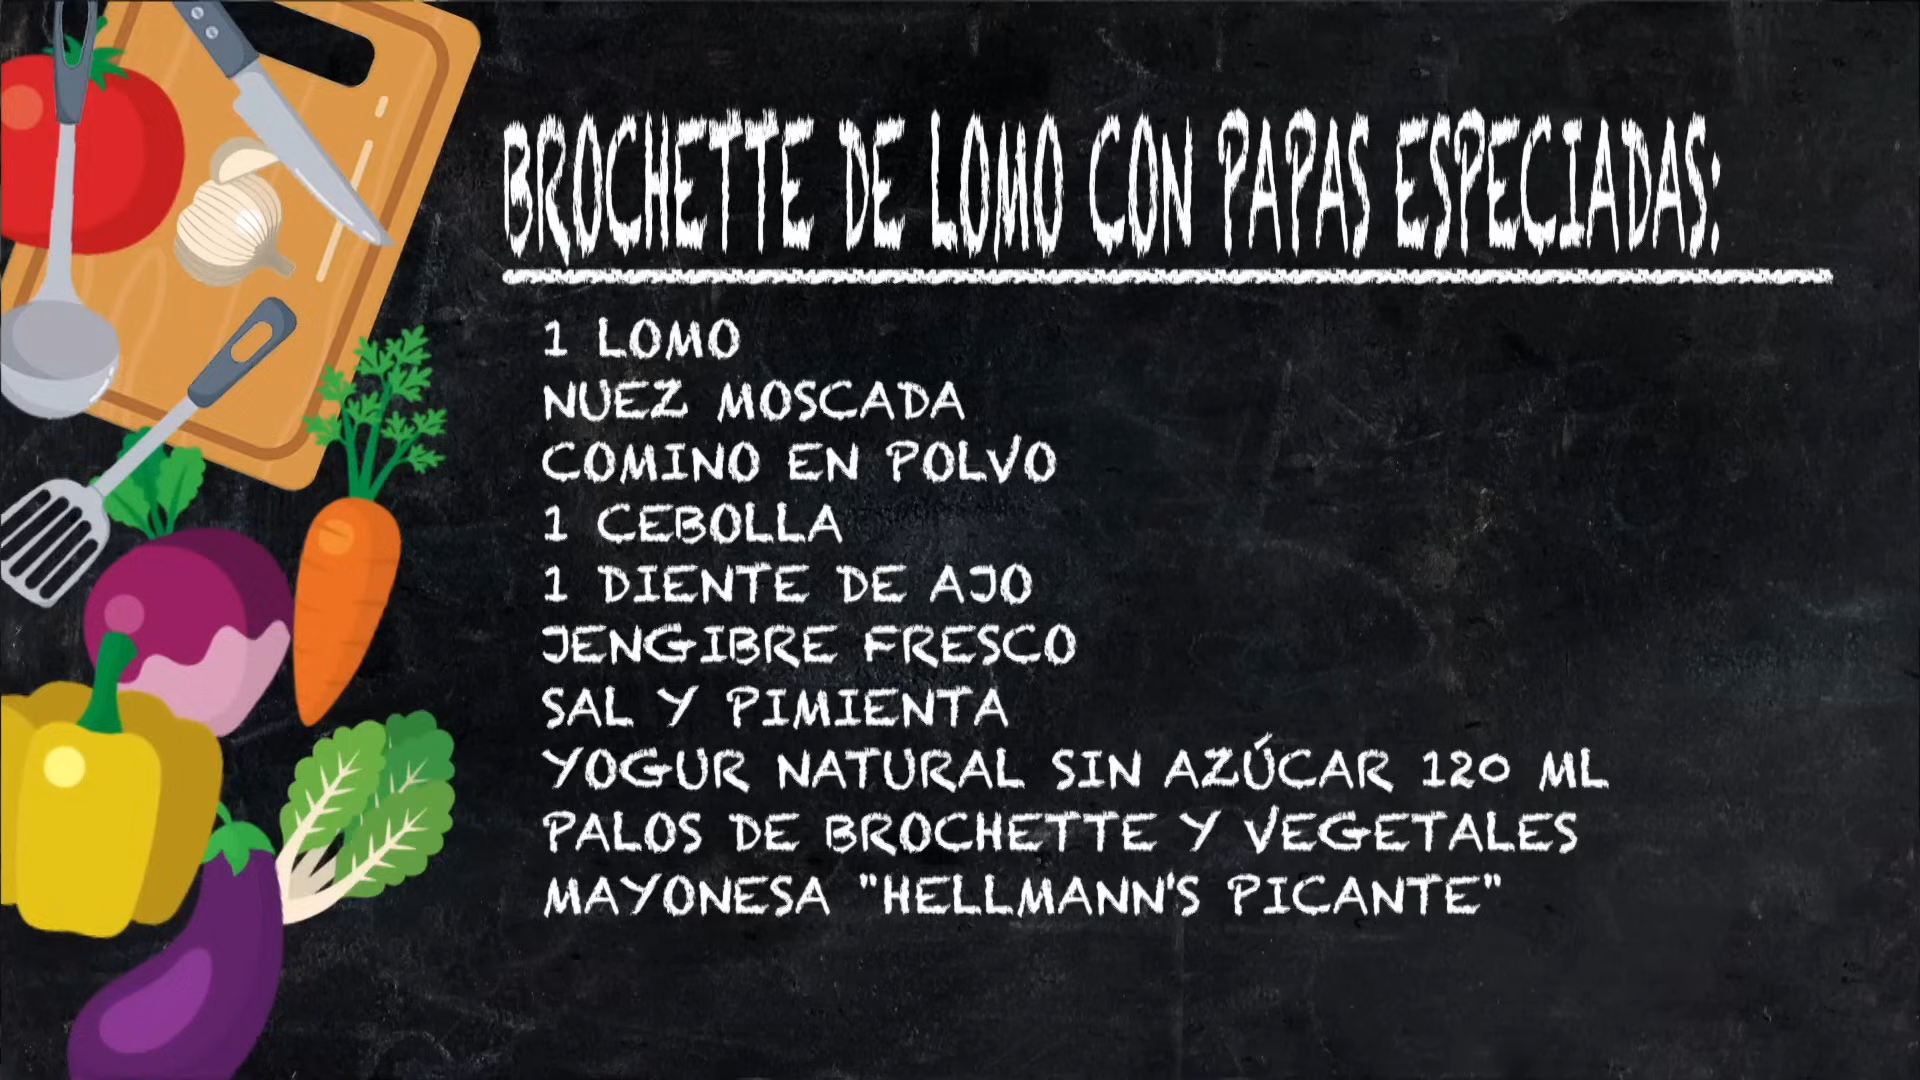 BROCHETTE DE LOMO CON PAPAS ESPECIADAS:
1 LOMO
NUEZ MOSCADA
COMINO EN POLVO
1 CEBOLLA
1 DIENTE DE AJO
JENGIBRE FRESCO
SAL Y PIMIENTA
YOGUR NATURAL SIN AZÚCAR 120 ML
PALOS DE BROCHETTE Y VEGETALES
MAYONESA "HELLMANN'S PICANTE"